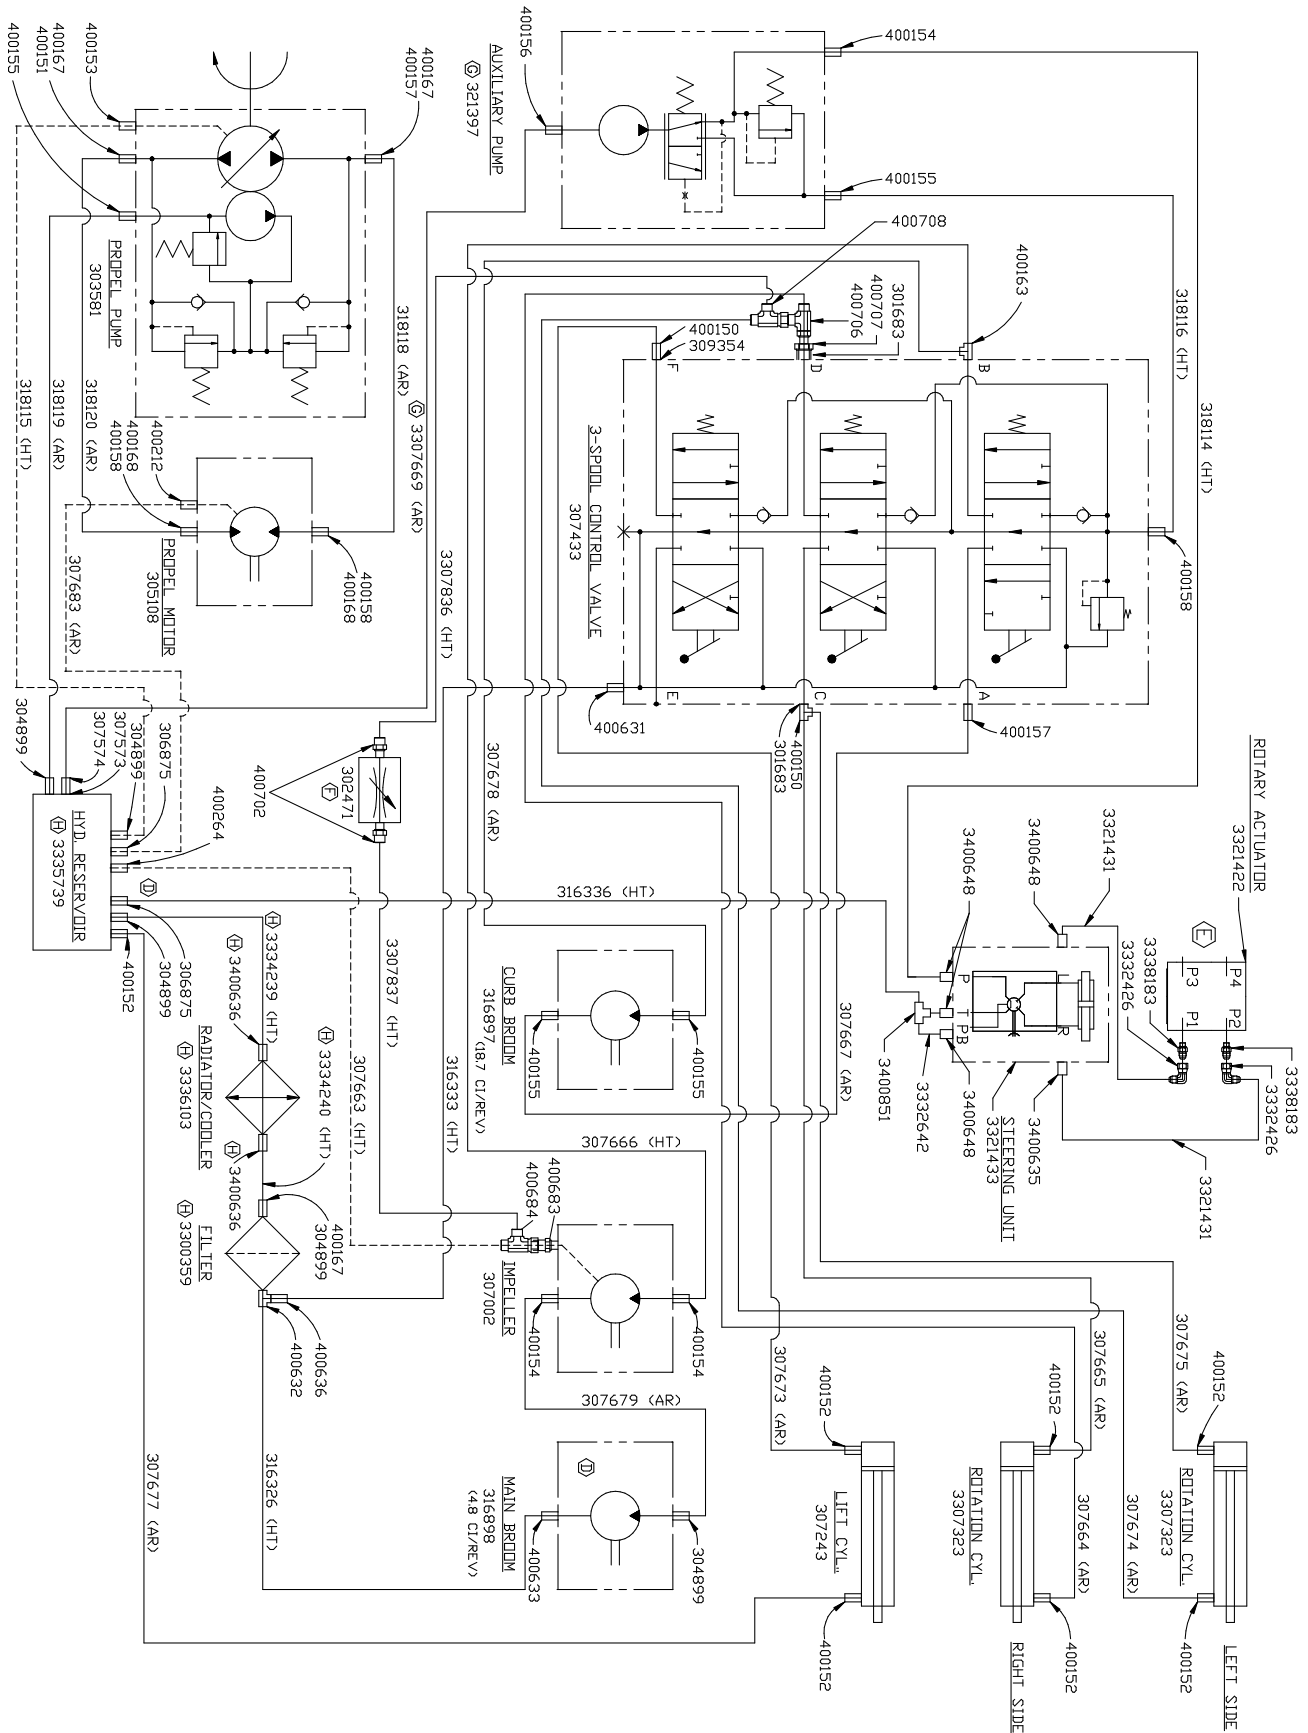 400154
400156
AUXILIARY PUMP
Ⓖ 321397
400155
400708
400163
318116 (HT)
318114 (HT)
400167
400157
400153
400167
400151
400155
PROPEL PUMP
303581
318118 (AR)
Ⓖ 3307669 (AR)
318115 (HT)
318119 (AR)
318120 (AR)
400212
400168
400158
PROPEL MOTOR
305108
400158
400168
307683 (AR)
301683
400707
400706
400150
309354
F
D
B
3-SPOOL CONTROL VALVE
307433
400158
E
C
A
400631
400150
301683
400157
3307836 (HT)
307678 (AR)
302471
Ⓕ
400702
304899
307574
307573
304899
306875
400264
HYD. RESERVOIR
Ⓗ 3335739
Ⓓ
400152
304899
306875
Ⓗ 3334239 (HT)
Ⓗ 3400636
RADIATOR/COOLER
Ⓗ 3336103
Ⓗ 3334240 (HT)
Ⓗ 3400636
307663 (HT)
FILTER
Ⓗ 3300359
400167
304899
400636
400632
316336 (HT)
3307837 (HT)
316333 (HT)
CURB BROOM
316897
(18.7 CI/REV)
400155
400155
307667 (AR)
307666 (HT)
400683
400684
IMPELLER
307002
400154
400154
307679 (AR)
Ⓓ
MAIN BROOM
316898
(4.8 CI/REV)
400633
304899
316326 (HT)
307677 (AR)
ROTARY ACTUATOR
3321422
Ⓔ
P4
P3
P2
P1
3321431
3400648
3400648
3338183
3332426
3338183
3332426
3321431
P
T
PB
L
R
3400851
3332642
3400648
STEERING UNIT
3321433
3400635
307673 (AR)
307665 (AR)
307675 (AR)
400152
LIFT CYL.
307243
400152
400152
ROTATION CYL.
3307323
307664 (AR)
400152
RIGHT SIDE
307674 (AR)
400152
ROTATION CYL.
3307323
400152
LEFT SIDE